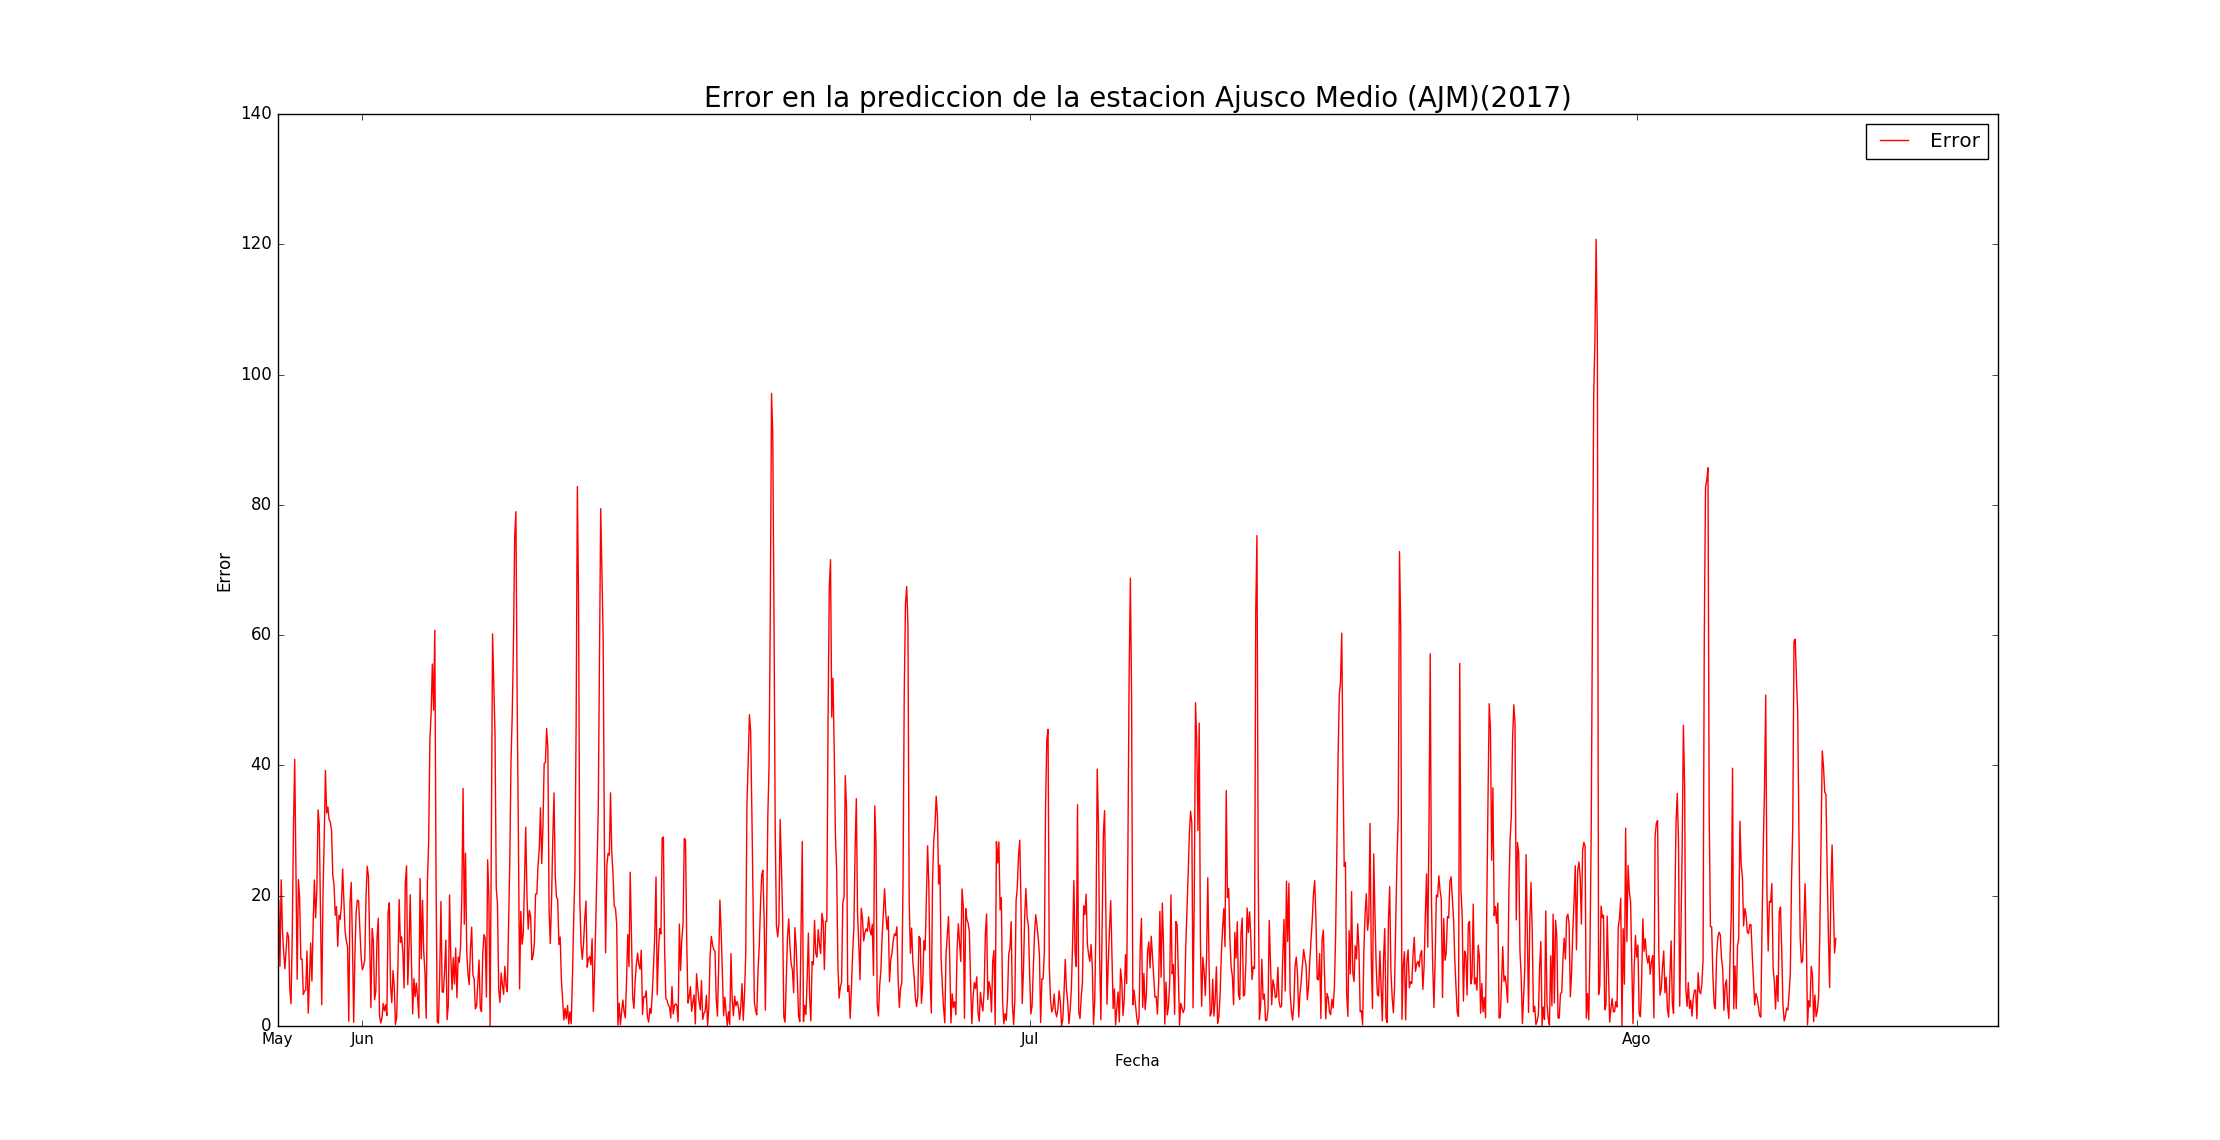 Error en la prediccion de la estacion Ajusco Medio (AJM)(2017)
140
120
100
80
60
40
20
0
Error
Error
May
Jun
Jul
Ago
Fecha